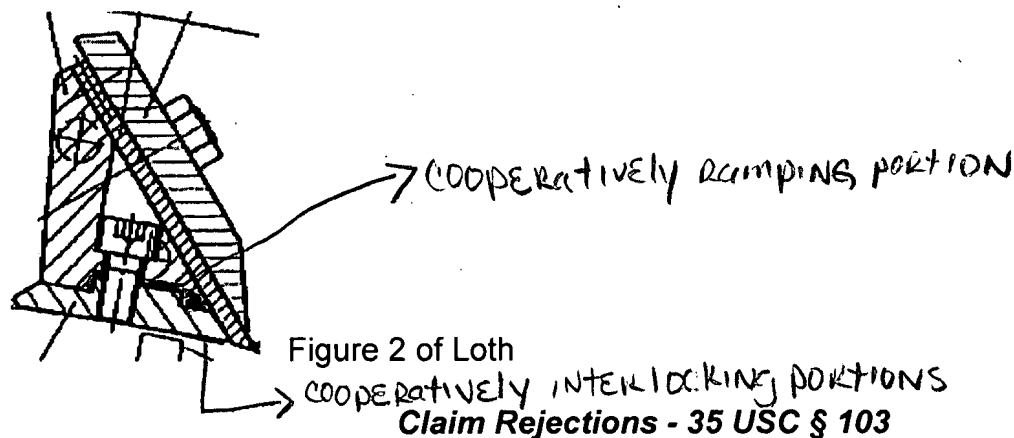 COOPERATIVELY RAMPING PORTION
Figure 2 of Loth
COOPERATIVELY INTERLOCKING PORTIONS
Claim Rejections - 35 USC § 103